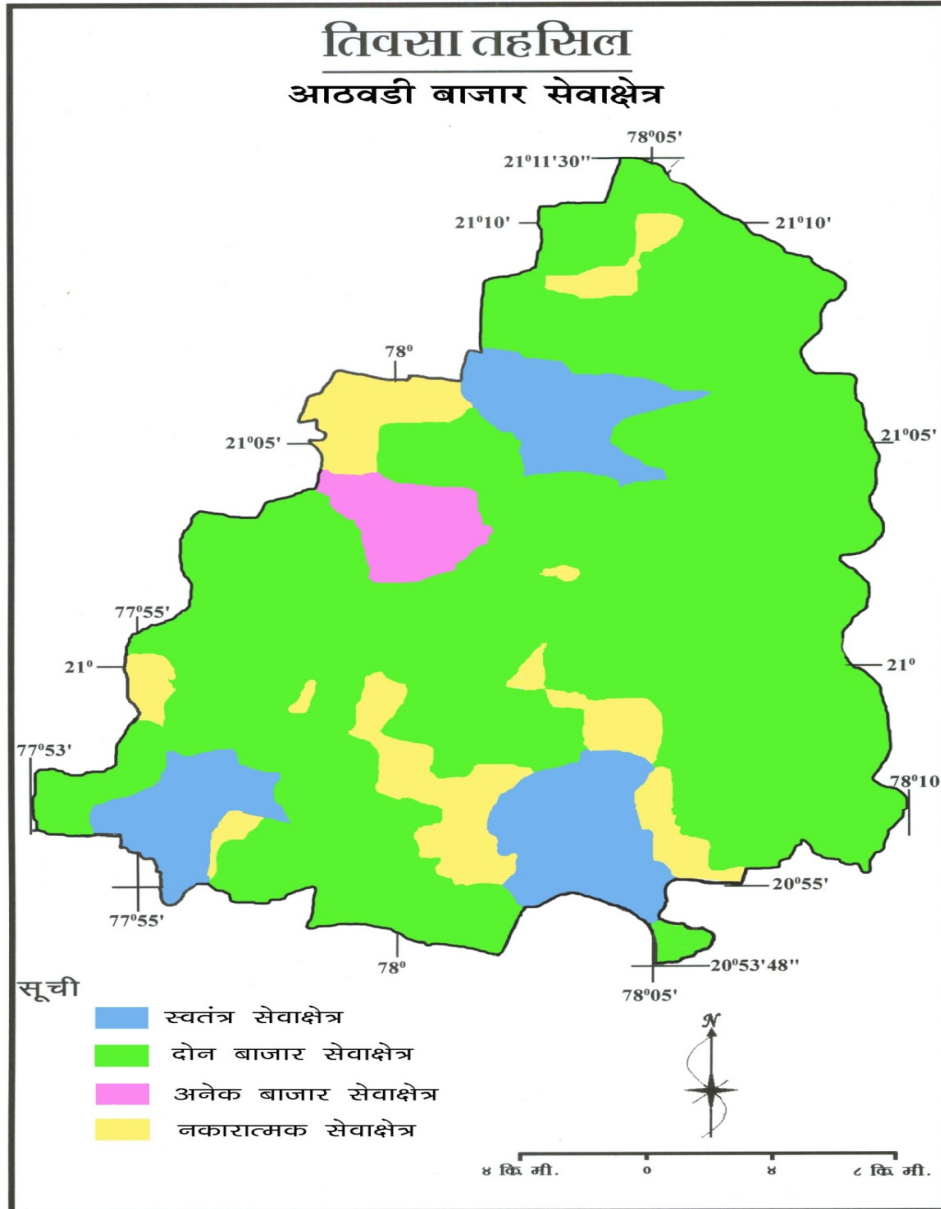 तिवसा तहसिल
आठवडी बाजार सेवाक्षेत्र
78⁰05'
21⁰11'30"
21⁰10'
21⁰10'
78⁰
21⁰05'
21⁰05'
77⁰55'
21⁰
21⁰
77⁰53'
78⁰10
20⁰55'
77⁰55'
78⁰
20⁰53'48"
78⁰05'
सूची
स्वतंत्र सेवाक्षेत्र
दोन बाजार सेवाक्षेत्र
अनेक बाजार सेवाक्षेत्र
नकारात्मक सेवाक्षेत्र
N
४ कि.मी. ० ४ ८ कि.मी.